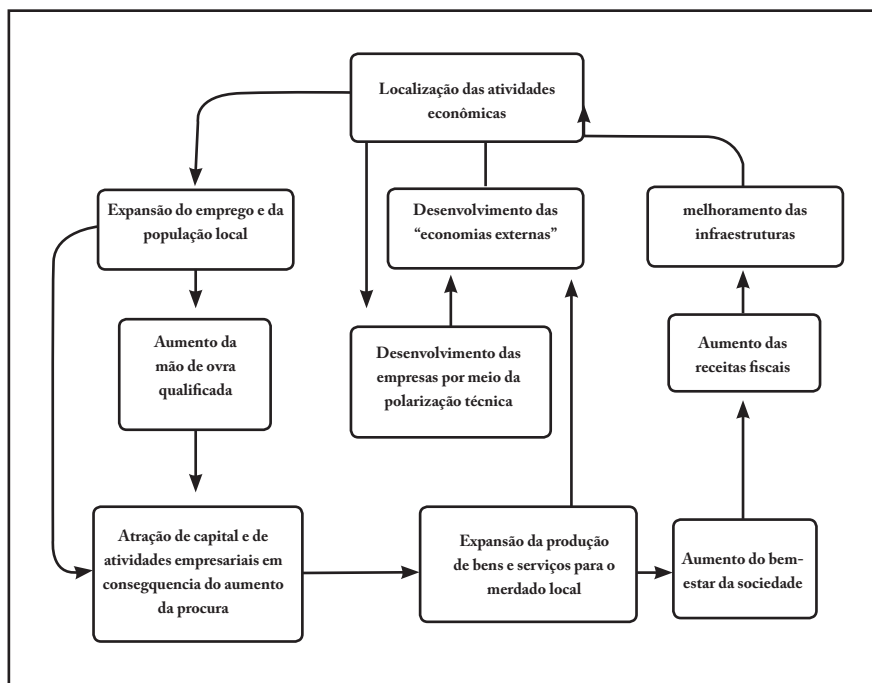 Localização das atividades
econômicas
Expansão do emprego e da
população local
Desenvolvimento das
“economias externas”
melhoramento das
infraestruturas
Aumento da
mão de ovra
qualificada
Desenvolvimento das
empresas por meio da
polarização técnica
Aumento das
receitas fiscais
Atração de capital e de
atividades empresariais em
consegquencia do aumento
da procura
Expansão da produção
de bens e serviços para o
merdado local
Aumento do bem-
estar da sociedade